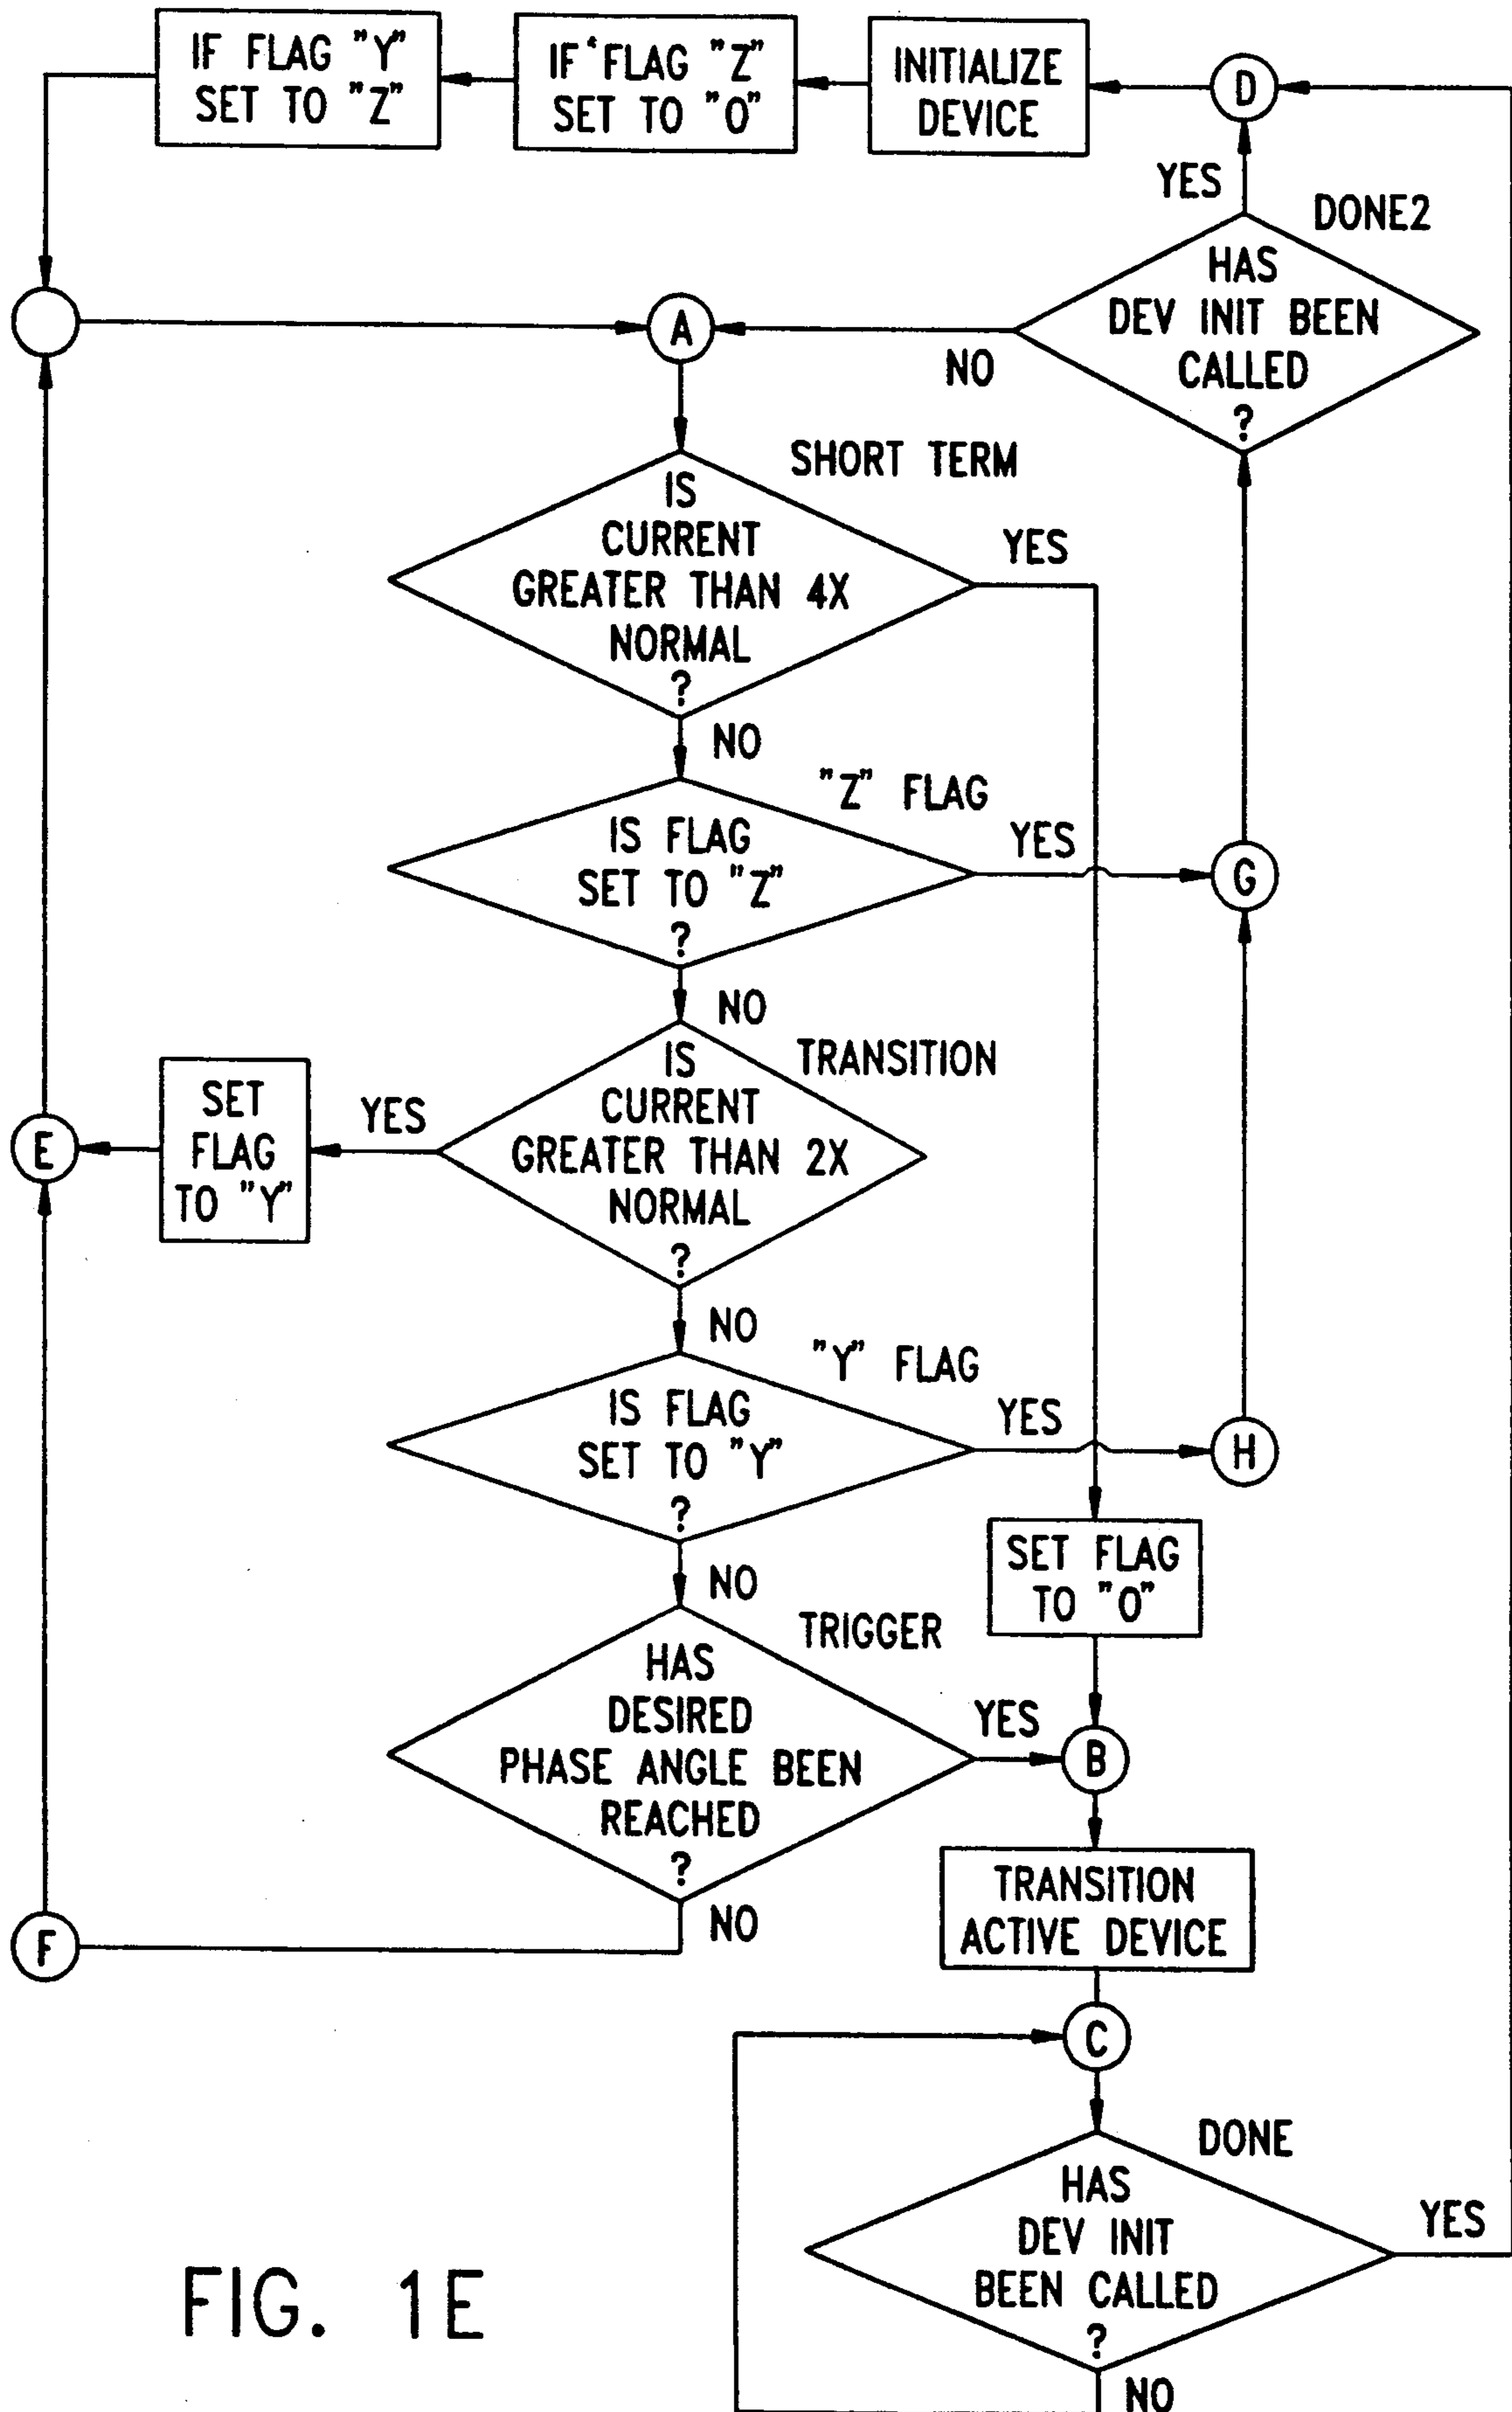 IF FLAG "Y"
SET TO "Z"
IF FLAG "Z"
SET TO "O"
INITIALIZE
DEVICE
D
YES
DONE2
HAS
DEV INIT BEEN
CALLED
?
NO
A
SHORT TERM
IS
CURRENT
GREATER THAN 4X
NORMAL
?
YES
NO
"Z" FLAG
IS FLAG
SET TO "Z"
?
YES
G
NO
TRANSITION
IS
CURRENT
GREATER THAN 2X
NORMAL
?
YES
SET
FLAG
TO "Y"
E
NO
"Y" FLAG
IS FLAG
SET TO "Y"
?
YES
H
NO
SET FLAG
TO "O"
TRIGGER
HAS
DESIRED
PHASE ANGLE BEEN
REACHED
?
YES
B
NO
F
TRANSITION
ACTIVE DEVICE
C
DONE
HAS
DEV INIT
BEEN CALLED
?
YES
NO
FIG. 1E